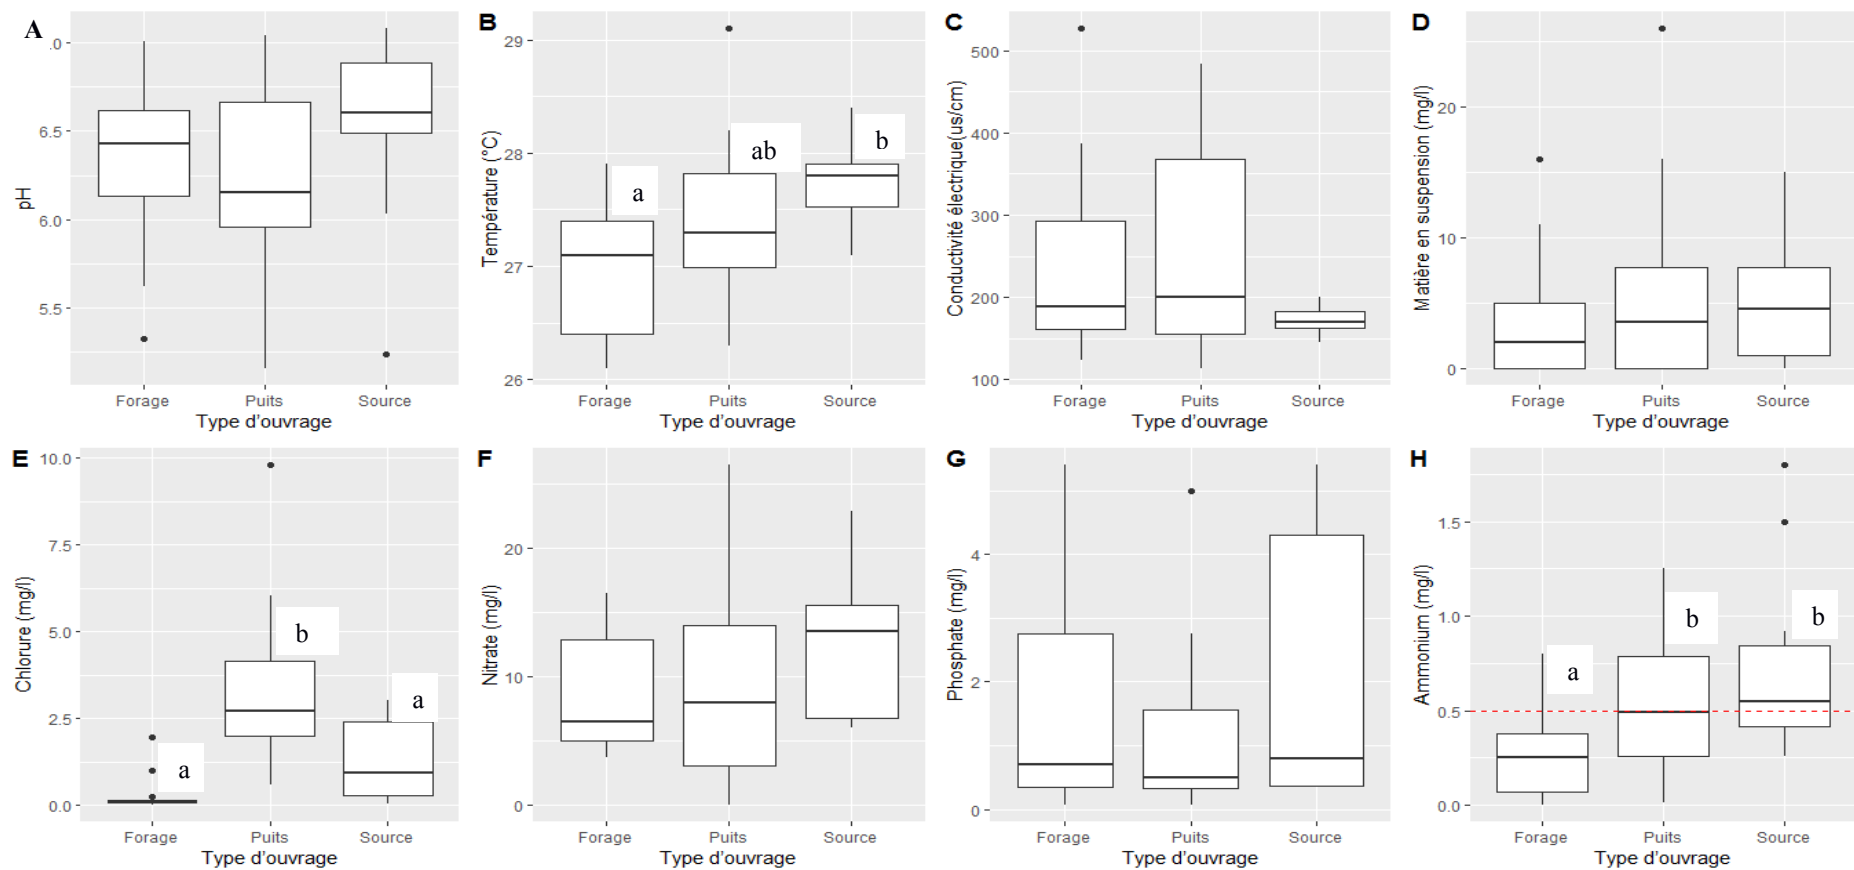 A
pH
.0
6.5
6.0
5.5
Forage Puits Source
Type d'ouvrage
B
Température (°C)
29
28
27
26
a
ab
b
Forage Puits Source
Type d'ouvrage
C
Conductivité électrique(us/cm)
500
400
300
200
100
Forage Puits Source
Type d'ouvrage
D
Matière en suspension (mg/l)
20
10
0
Forage Puits Source
Type d'ouvrage
E
Chlorure (mg/l)
10.0
7.5
5.0
2.5
0.0
a
b
a
Forage Puits Source
Type d'ouvrage
F
Nitrate (mg/l)
20
10
0
Forage Puits Source
Type d'ouvrage
G
Phosphate (mg/l)
4
2
0
Forage Puits Source
Type d'ouvrage
H
Ammonium (mg/l)
1.5
1.0
0.5
0.0
a
b
b
Forage Puits Source
Type d'ouvrage